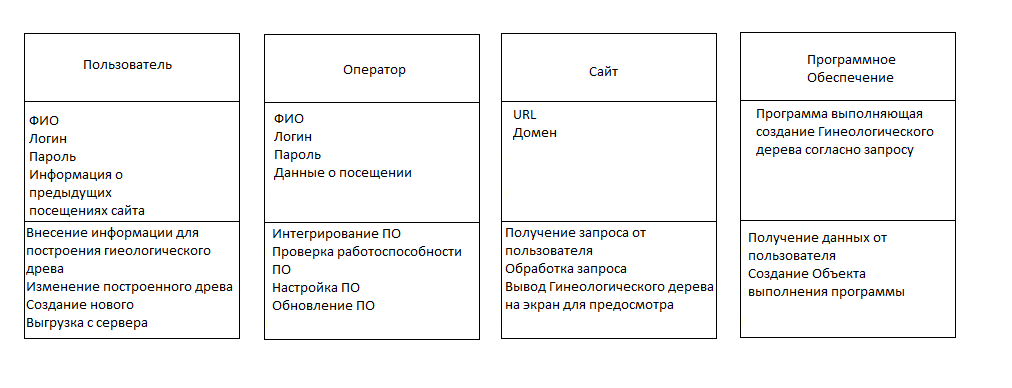 Пользователь
ФИО
Логин
Пароль
Информация о
предыдущих
посещениях сайта
Внесение информации для
построения гиеологического
древа
Изменение построенного древа
Создание нового
Выгрузка с сервера
Оператор
ФИО
Логин
Пароль
Данные о посещении
Интегрирование ПО
Проверка работоспособности
ПО
Настройка ПО
Обновление ПО
Сайт
URL
Домен
Получение запроса от
пользователя
Обработка запроса
Вывод Гинеологического дерева
на экран для предосмотра
Программное
Обеспечение
Программа выполняющая
создание Гинеологического
дерева согласно запросу
Получение данных от
пользователя
Создание Объекта
выполнения программы